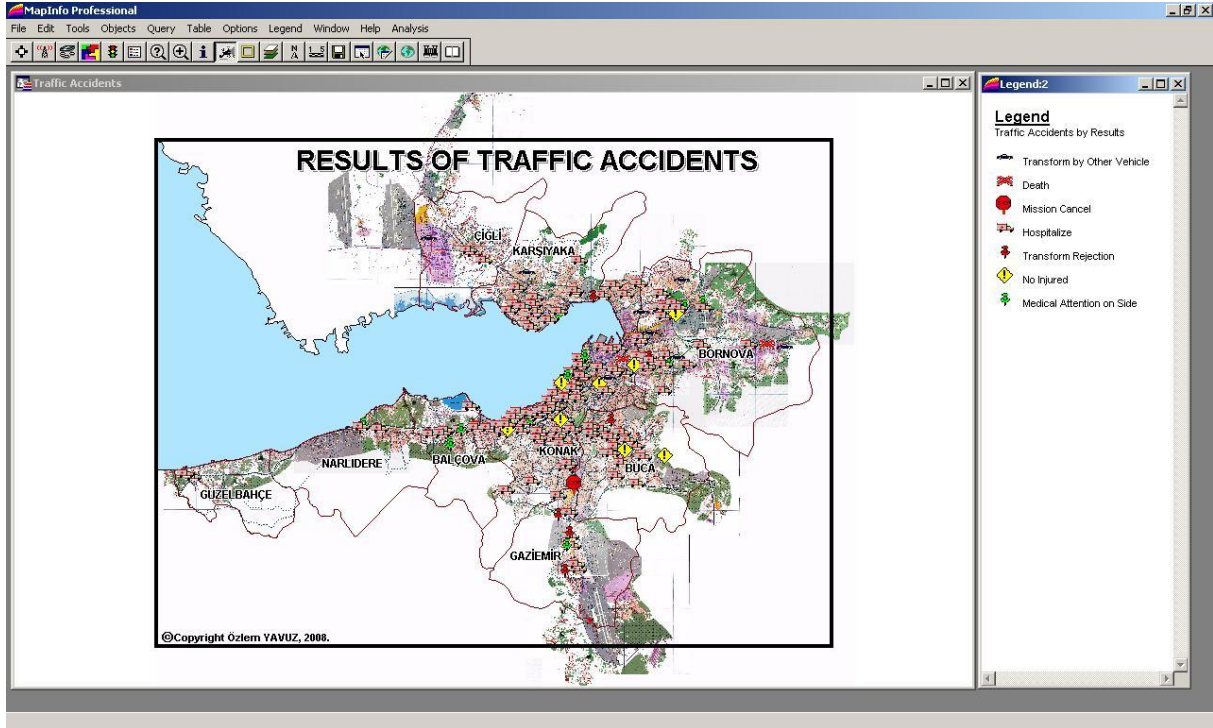 MapInfo Professional
File Edit Tools Objects Query Table Options Legend Window Help Analysis
Traffic Accidents
RESULTS OF TRAFFIC ACCIDENTS
ÇİĞLİ
KARŞIYAKA
BORNOVA
KONAK
BUCA
NARLIDERE
BALÇOVA
GUZELBAHÇE
GAZİEMİR
©Copyright Özlem YAVUZ, 2008.
Legend:2
Legend
Traffic Accidents by Results
Transform by Other Vehicle
Death
Mission Cancel
Hospitalize
Transform Rejection
No Injured
Medical Attention on Side